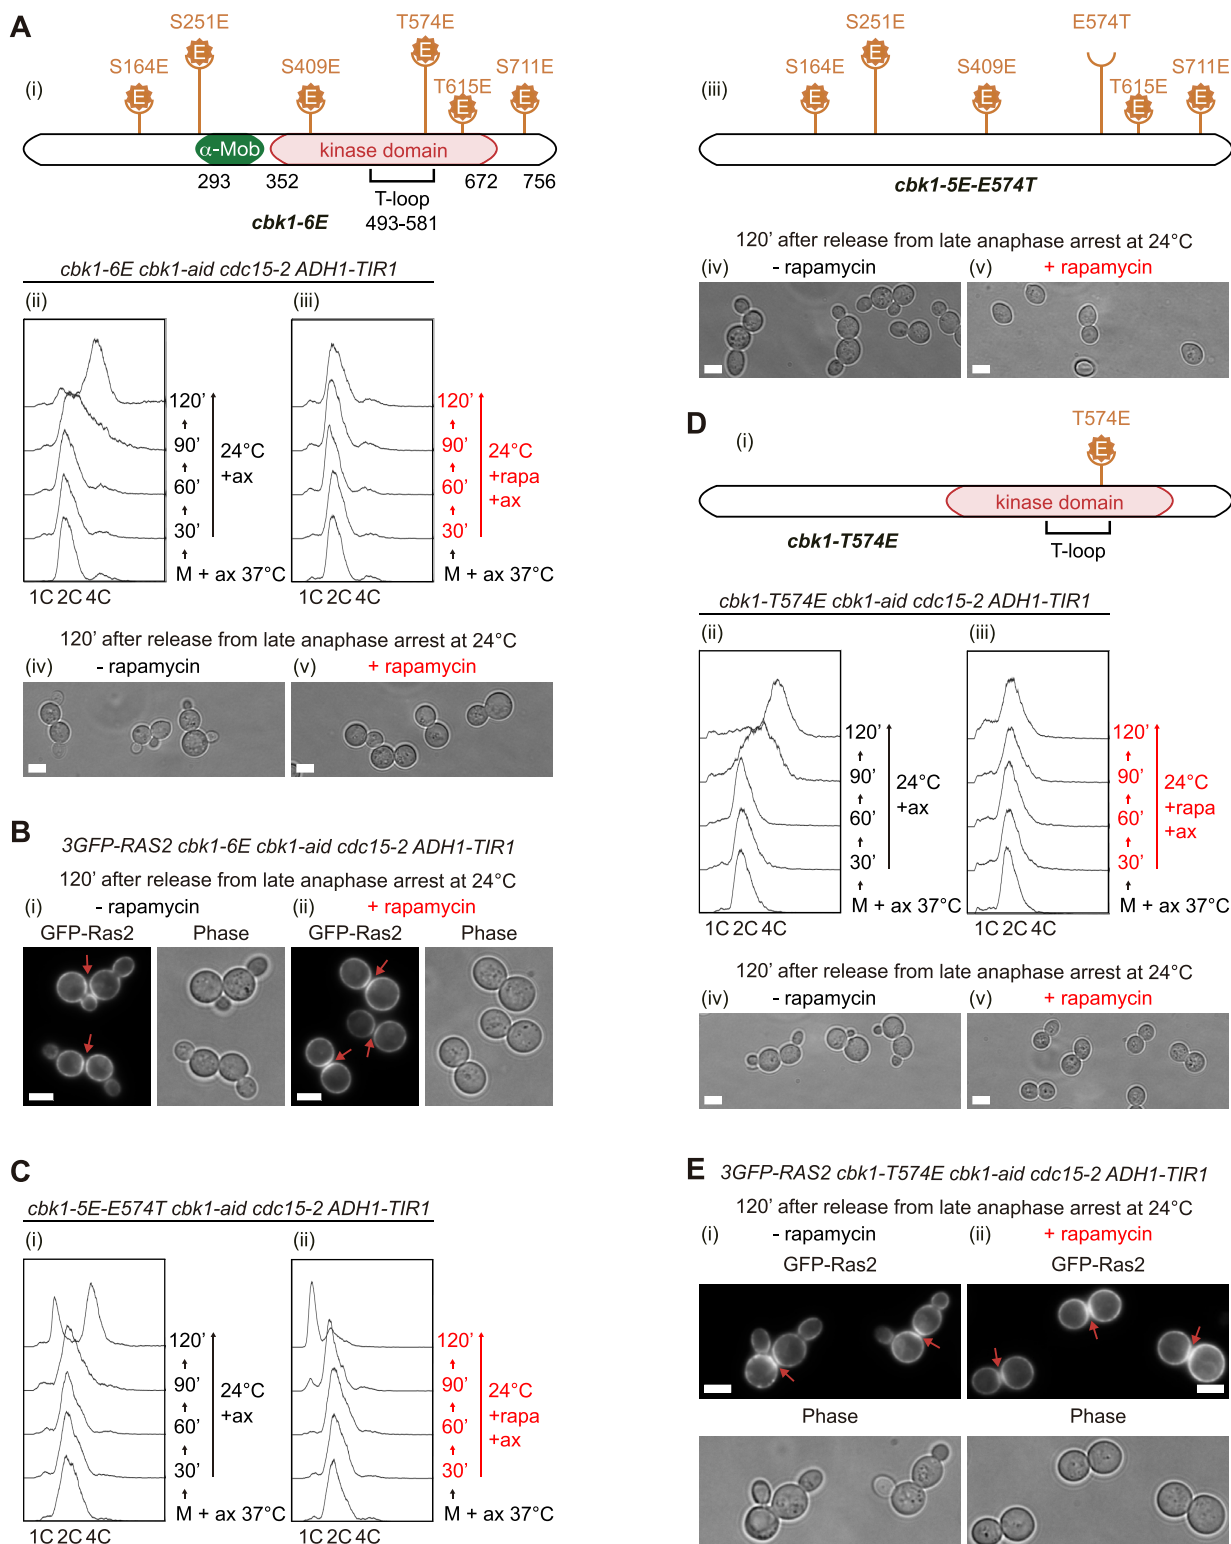 A
(i)
S164E
S251E
S409E
T574E
T615E
S711E
E E E E E E
α-Mob
kinase domain
293
352
672
756
T-loop
493-581
cbk1-6E
cbk1-6E cbk1-aid cdc15-2 ADH1-TIR1
(ii)
120'
90'
60'
30'
M + ax 37°C
24°C
+ax
1C 2C 4C
(iii)
120'
90'
60'
30'
M + ax 37°C
24°C
+rapa
+ax
1C 2C 4C
120' after release from late anaphase arrest at 24°C
(iv) - rapamycin
(v) + rapamycin
B
3GFP-RAS2 cbk1-6E cbk1-aid cdc15-2 ADH1-TIR1
120' after release from late anaphase arrest at 24°C
(i) - rapamycin
GFP-Ras2 Phase
(ii) + rapamycin
GFP-Ras2 Phase
C
cbk1-5E-E574T cbk1-aid cdc15-2 ADH1-TIR1
(i)
120'
90'
60'
30'
M + ax 37°C
24°C
+ax
1C 2C 4C
(ii)
120'
90'
60'
30'
M + ax 37°C
24°C
+rapa
+ax
1C 2C 4C
(iii)
S164E
S251E
S409E
E574T
T615E
S711E
E E E E E
cbk1-5E-E574T
120' after release from late anaphase arrest at 24°C
(iv) - rapamycin
(v) + rapamycin
D
(i)
T574E
E
kinase domain
cbk1-T574E
T-loop
cbk1-T574E cbk1-aid cdc15-2 ADH1-TIR1
(ii)
120'
90'
60'
30'
M + ax 37°C
24°C
+ax
1C 2C 4C
(iii)
120'
90'
60'
30'
M + ax 37°C
24°C
+rapa
+ax
1C 2C 4C
120' after release from late anaphase arrest at 24°C
(iv) - rapamycin
(v) + rapamycin
E
3GFP-RAS2 cbk1-T574E cbk1-aid cdc15-2 ADH1-TIR1
120' after release from late anaphase arrest at 24°C
(i) - rapamycin
(ii) + rapamycin
GFP-Ras2
GFP-Ras2
Phase
Phase